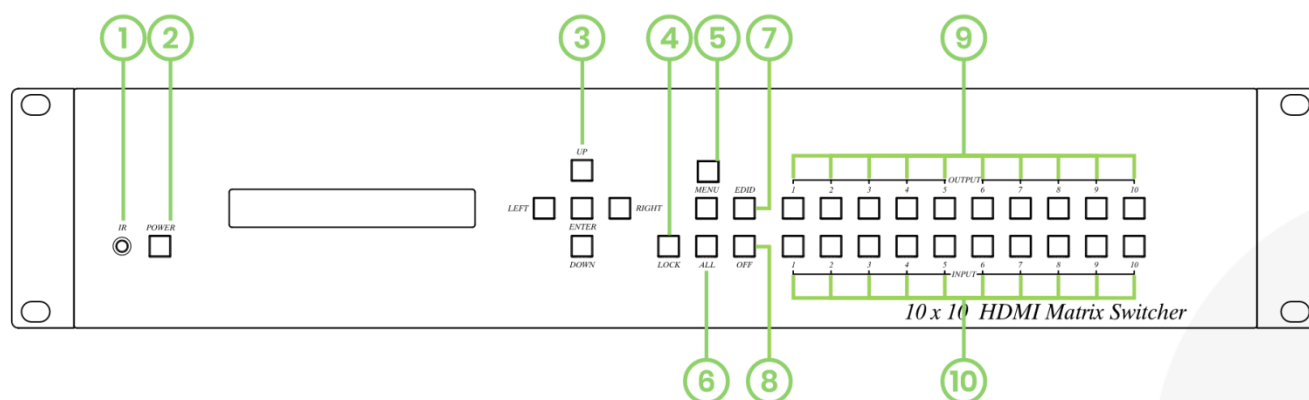 1 2 3 4 5 7 9
UP
LEFT RIGHT
ENTER
DOWN
IR POWER
MENU EDID
LOCK ALL OFF
OUTPUT
1 2 3 4 5 6 7 8 9 10
1 2 3 4 5 6 7 8 9 10
INPUT
10 x 10 HDMI Matrix Switcher
6 8 10